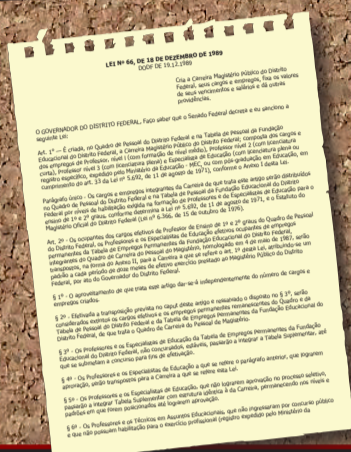 LEI Nº 66, DE 18 DE DEZEMBRO DE 1989
DODF DE 19.12.1989
Cria a Carreira Magistério Público do Distrito
Federal, seus cargos e empregos, fixa os valores
de seus vencimentos e salários e dá outras
providências.
O GOVERNADOR DO DISTRITO FEDERAL, Faço saber que o Senado Federal decreta e eu sanciono a
seguinte Lei:
Art. 1º — É criada, no Quadro de Pessoal do Distrito Federal e na Tabela de Pessoal da Fundação
Educacional do Distrito Federal, a Carreira Magistério Público do Distrito Federal, composta dos cargos e
dos empregos de Professor, nível 1 (com formação de nível médio), Professor nível 2 (com licenciatura
curta), Professor nível 3 (com licenciatura plena) e Especialista de Educação (com licenciatura plena ou
registro específico, expedido pelo Ministério de Educação - MEC, ou com pós-graduação em Educação, em
cumprimento do art. 33 da Lei nº 5.692, de 11 de agosto de 1971), conforme o Anexo I desta Lei.
Parágrafo único - Os cargos e empregos integrantes da Carreira de que trata este artigo serão distribuídos
no Quadro de Pessoal do Distrito Federal e na Tabela de Pessoal da Fundação Educacional do Distrito
Federal por níveis de habilitação exigida na formação de Professores e de Especialistas de Educação para o
ensino de 1º e 2º graus, conforme determina a Lei nº 5.692, de 11 de agosto de 1971, e o Estatuto do
Magistério Oficial do Distrito Federal (Lei nº 6.366, de 15 de outubro de 1976).
Art. 2º - Os ocupantes dos cargos efetivos de Professor de Ensino de 1º e 2º graus do Quadro de Pessoal
do Distrito Federal, os Professores e os Especialistas de Educação efetivos ocupantes de empregos
permanentes da Tabela de Empregos Permanentes da Fundação Educacional do Distrito Federal,
integrantes do Quadro de Carreira de Pessoal do Magistério, homologado em 4 de maio de 1987, serão
transpostos, na forma do Anexo II, para a Carreira a que se refere o art. 1º desta Lei, atribuindo-se um
padrão a cada período de doze meses de efetivo exercício prestado ao Magistério Público do Distrito
Federal, por ato do Governador do Distrito Federal.
§ 1º - O aproveitamento de que trata este artigo dar-se-á independentemente do número de cargos e
empregos criados.
§ 2º - Efetivada a transposição prevista no caput deste artigo e ressalvado o disposto no § 3º, serão
considerados extintos os cargos efetivos e os empregos permanentes remanescentes do Quadro e da
Tabela de Pessoal do Distrito Federal e da Tabela de Empregos Permanentes da Fundação Educacional do
Distrito Federal, de que trata o Quadro de Carreira do Pessoal do Magistério.
§ 3º - Os Professores e os Especialistas de Educação da Tabela de Empregos Permanentes da Fundação
Educacional do Distrito Federal, não concursados, estáveis, passarão a integrar a Tabela Suplementar, até
que se submetam a concurso para fins de efetivação.
§ 4º - Os Professores e os Especialistas de Educação a que se refere o parágrafo anterior, que lograrem
aprovação, serão transpostos para a Carreira a que se refere esta Lei.
§ 5º - Os Professores e os Especialistas de Educação, que não lograrem aprovação no processo seletivo,
passarão a integrar Tabela Suplementar com estrutura idêntica à da Carreira, permanecendo nos níveis e
padrões em que forem posicionados até lograrem aprovação.
§ 6º - Os Professores e os Técnicos em Assuntos Educacionais, que não ingressaram por concurso público
e que não possuem habilitação para o exercício profissional (registro expedido pelo Ministério da